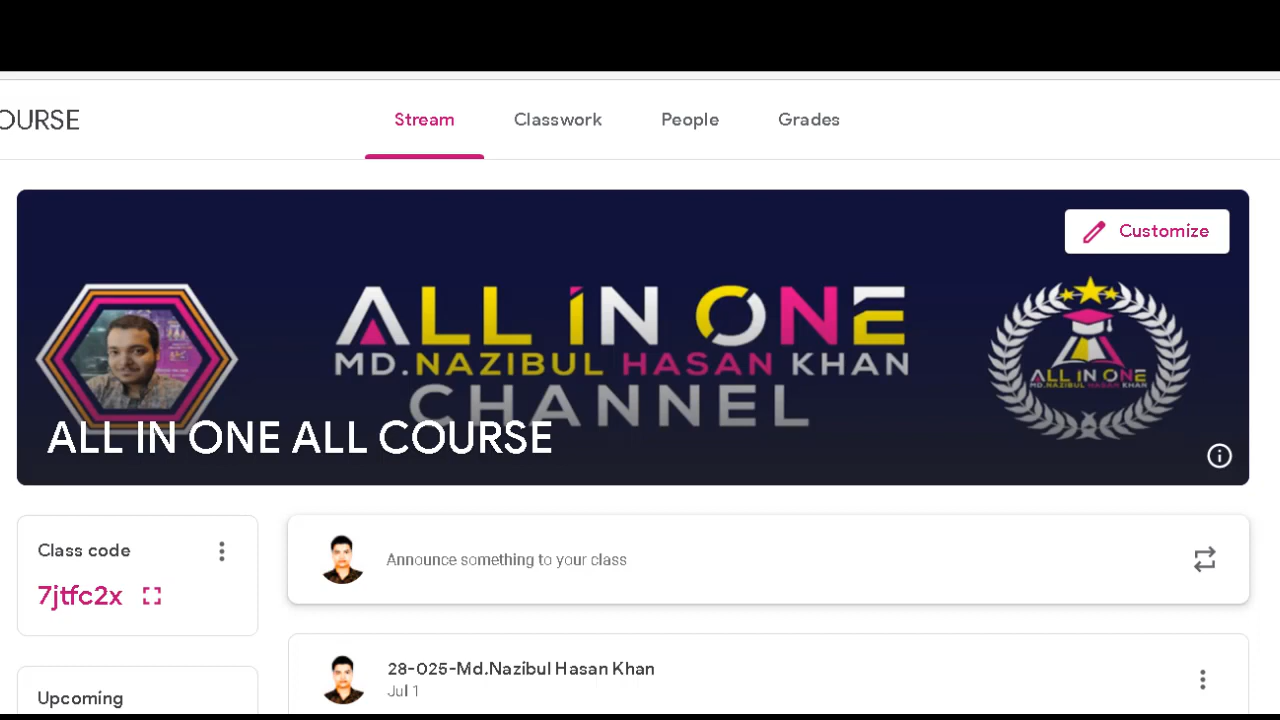 OURSE
Stream
Classwork
People
Grades
Customize
ALL IN ONE
MD.NAZIBUL HASAN KHAN
CHANNEL
ALL IN ONE
MD.NAZIBUL HASAN KHAN
ALL IN ONE ALL COURSE
Class code
7jtfc2x
Announce something to your class
28-025-Md.Nazibul Hasan Khan
Jul 1
Upcoming